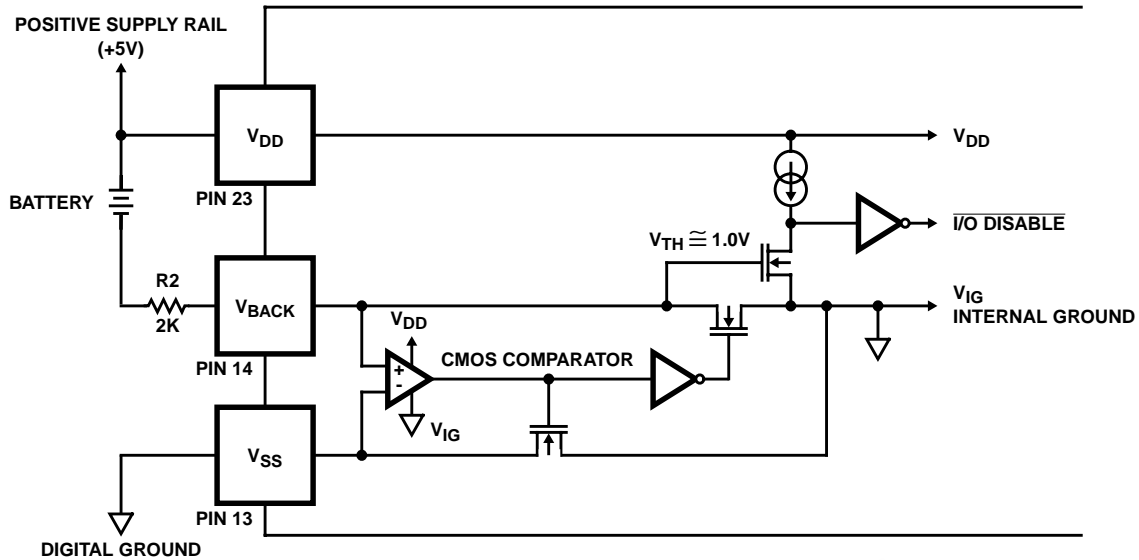 POSITIVE SUPPLY RAIL
(+5V)
VDD
VDD
PIN 23
BATTERY
I/O DISABLE
VTH ≅ 1.0V
R2
2K
VBACK
VIG
INTERNAL GROUND
VDD
PIN 14
CMOS COMPARATOR
+
-
VIG
VSS
PIN 13
DIGITAL GROUND